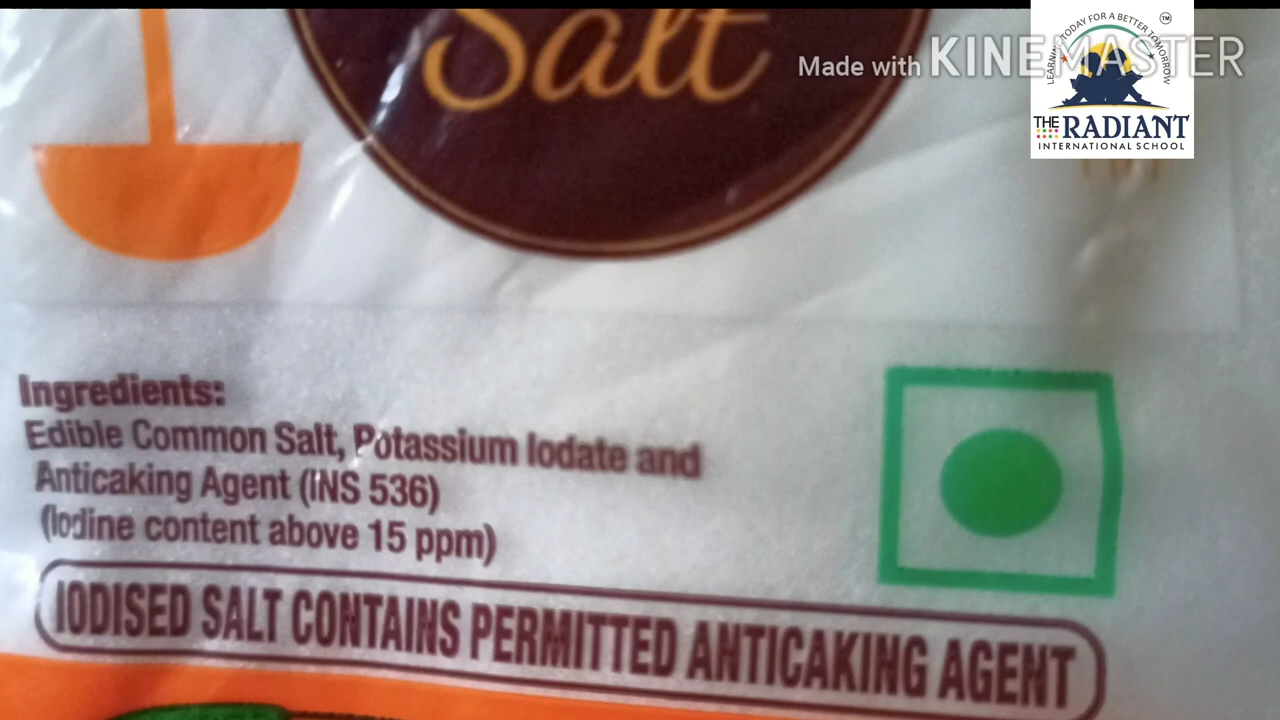 Salt
Made with KINEMASTER
LEARNING TODAY FOR A BETTER TOMORROW
TM
THE RADIANT
INTERNATIONAL SCHOOL
Ingredients:
Edible Common Salt, Potassium Iodate and
Anticaking Agent (INS 536)
(Iodine content above 15 ppm)
IODISED SALT CONTAINS PERMITTED ANTICAKING AGENT